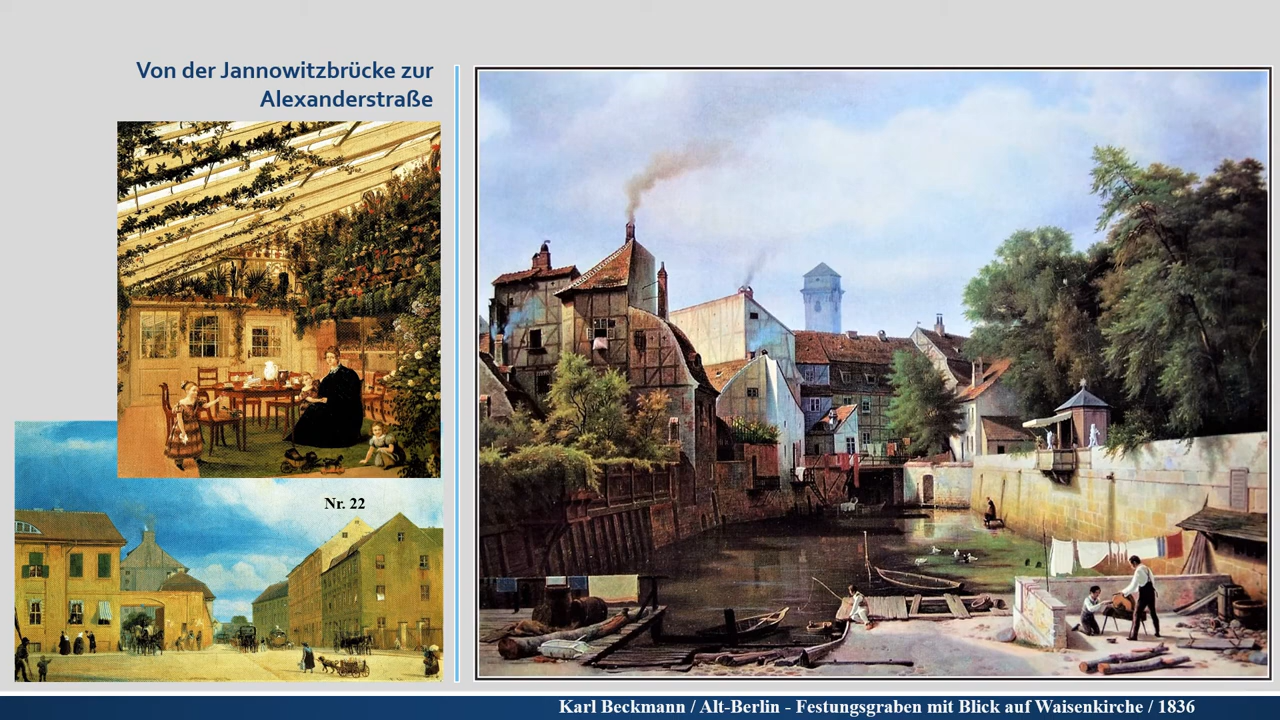 Von der Jannowitzbrücke zur
Alexanderstraße
Nr. 22
Karl Beckmann / Alt-Berlin - Festungsgraben mit Blick auf Waisenkirche / 1836